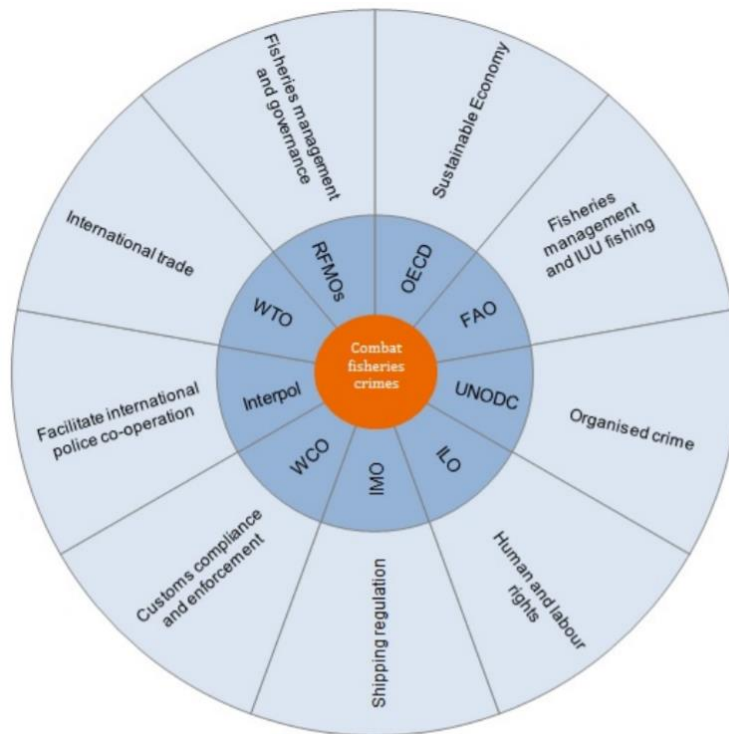 Combat
fisheries
crimes
OECD
FAO
UNODC
ILO
IMO
WCO
Interpol
WTO
RFMOs
Sustainable Economy
Fisheries
management
and IUU fishing
Organised crime
Human and labour
rights
Shipping regulation
Customs compliance
and enforcement
Facilitate international
police co-operation
International trade
Fisheries management
and governance